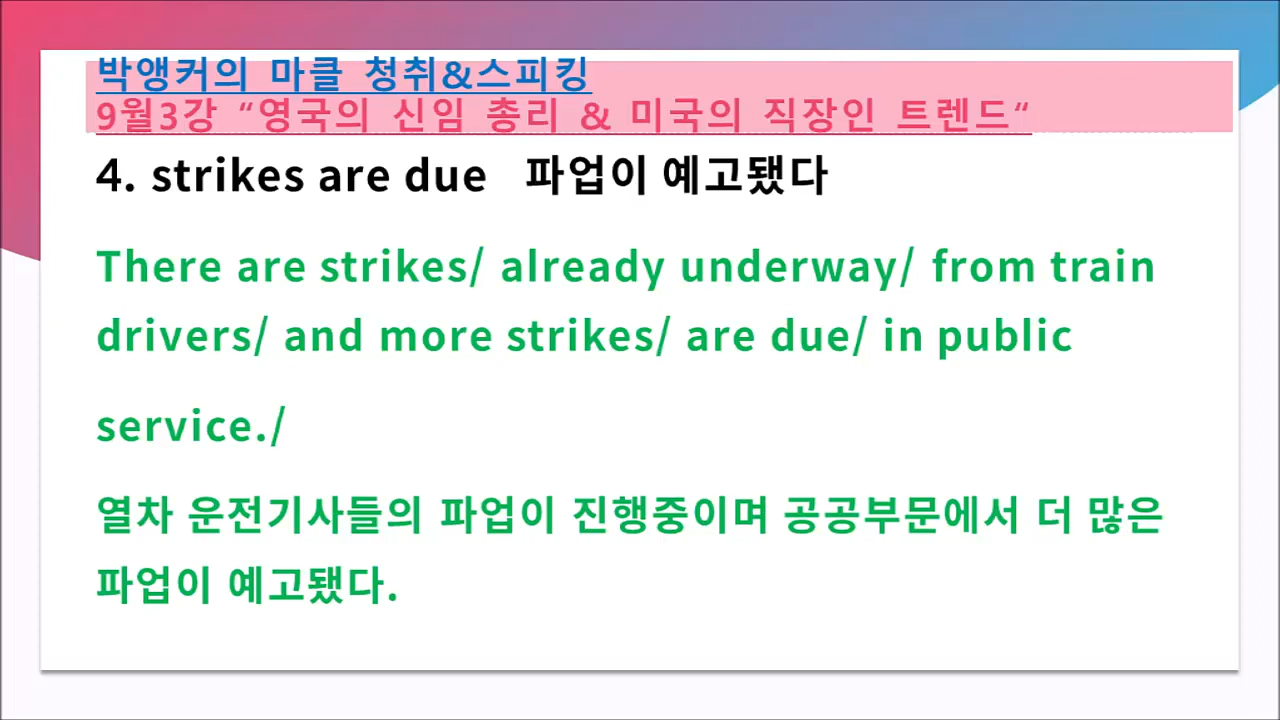 박앵커의 마클 청취&스피킹
9월3강 “영국의 신임 총리 & 미국의 직장인 트렌드“
4. strikes are due 파업이 예고됐다
There are strikes/ already underway/ from train
drivers/ and more strikes/ are due/ in public
service./
열차 운전기사들의 파업이 진행중이며 공공부문에서 더 많은
파업이 예고됐다.